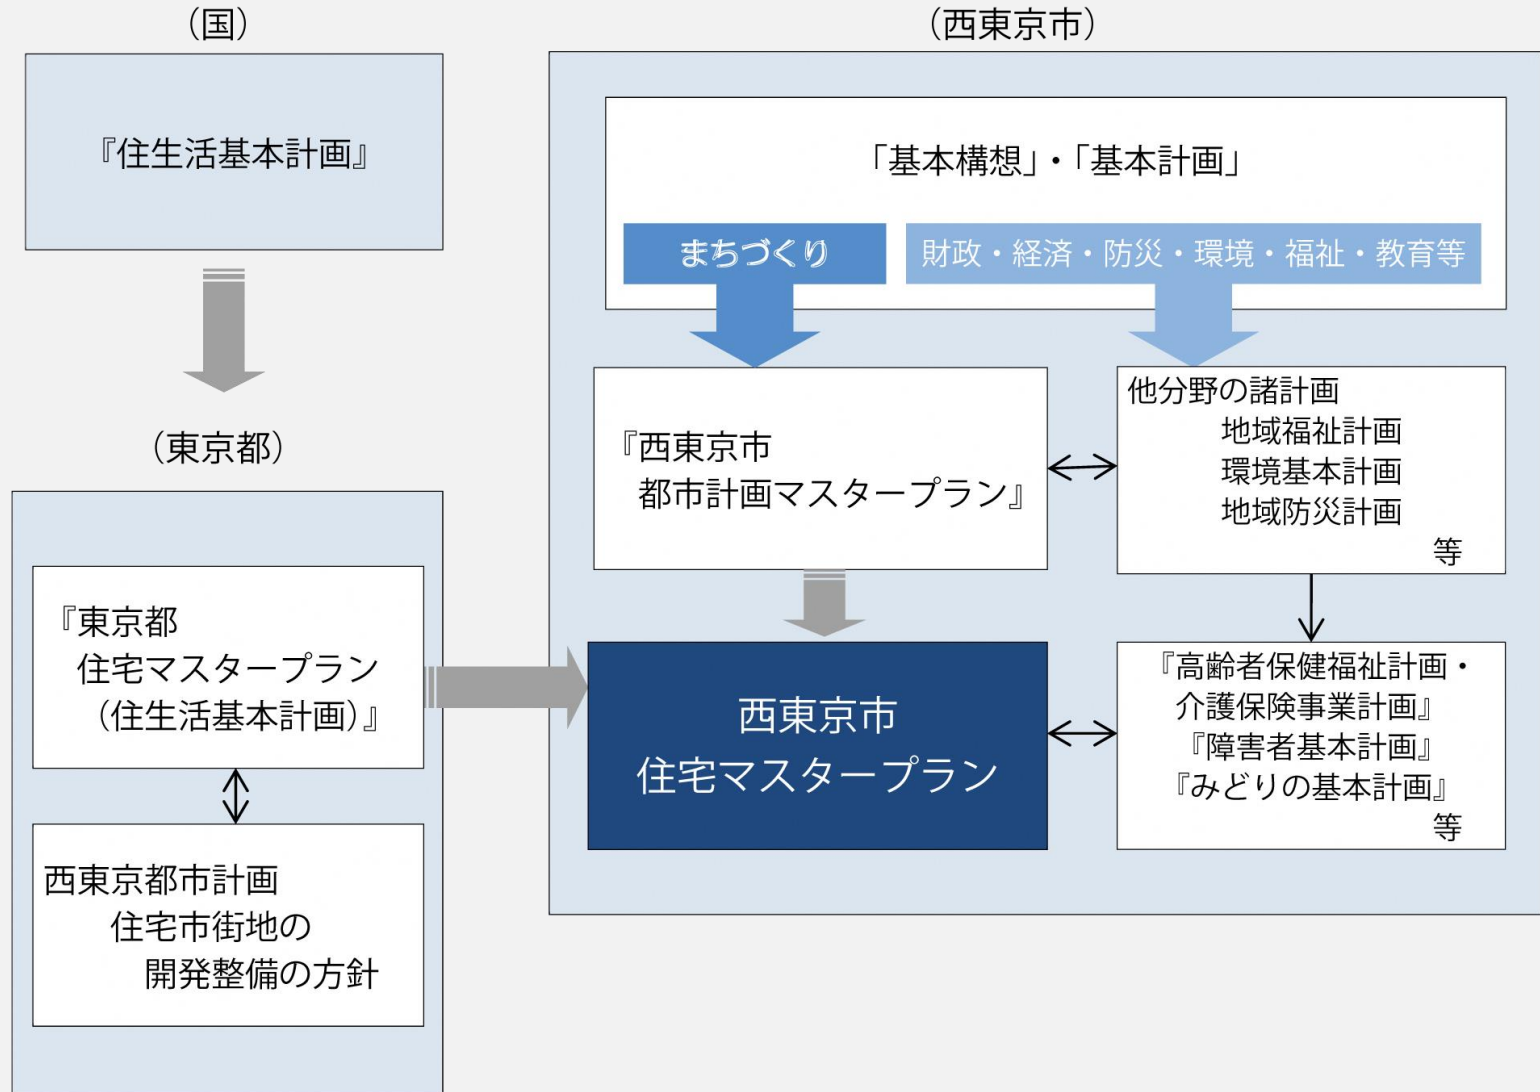 （国）
『住生活基本計画』
（東京都）
『東京都
住宅マスタープラン
（住生活基本計画）』
西東京都市計画
住宅市街地の
開発整備の方針
（西東京市）
「基本構想」・「基本計画」
まちづくり
財政・経済・防災・環境・福祉・教育等
『西東京市
都市計画マスタープラン』
他分野の諸計画
地域福祉計画
環境基本計画
地域防災計画
等
西東京市
住宅マスタープラン
『高齢者保健福祉計画・
介護保険事業計画』
『障害者基本計画』
『みどりの基本計画』
等